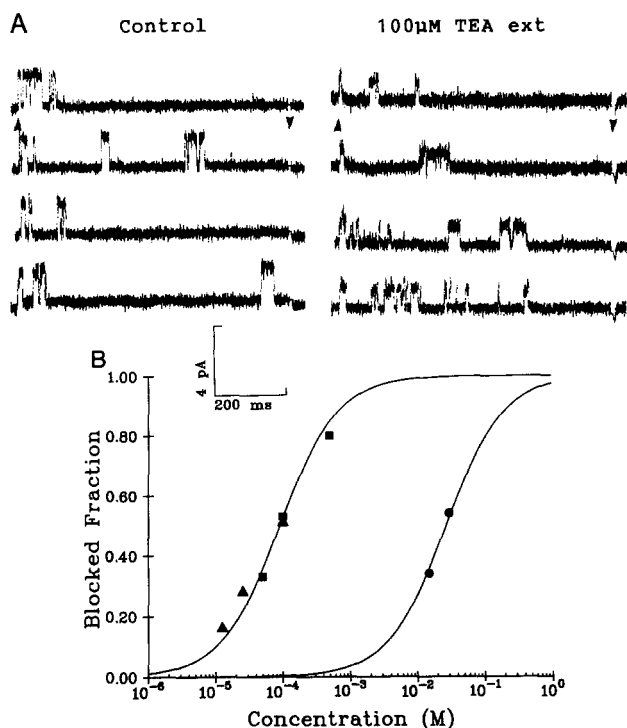 A
Control
100µM TEA ext
4 pA
200 ms
B
1.00
0.80
0.60
0.40
0.20
0.00
Blocked Fraction
10⁻⁶
10⁻⁵
10⁻⁴
10⁻³
10⁻²
10⁻¹
10⁰
Concentration (M)